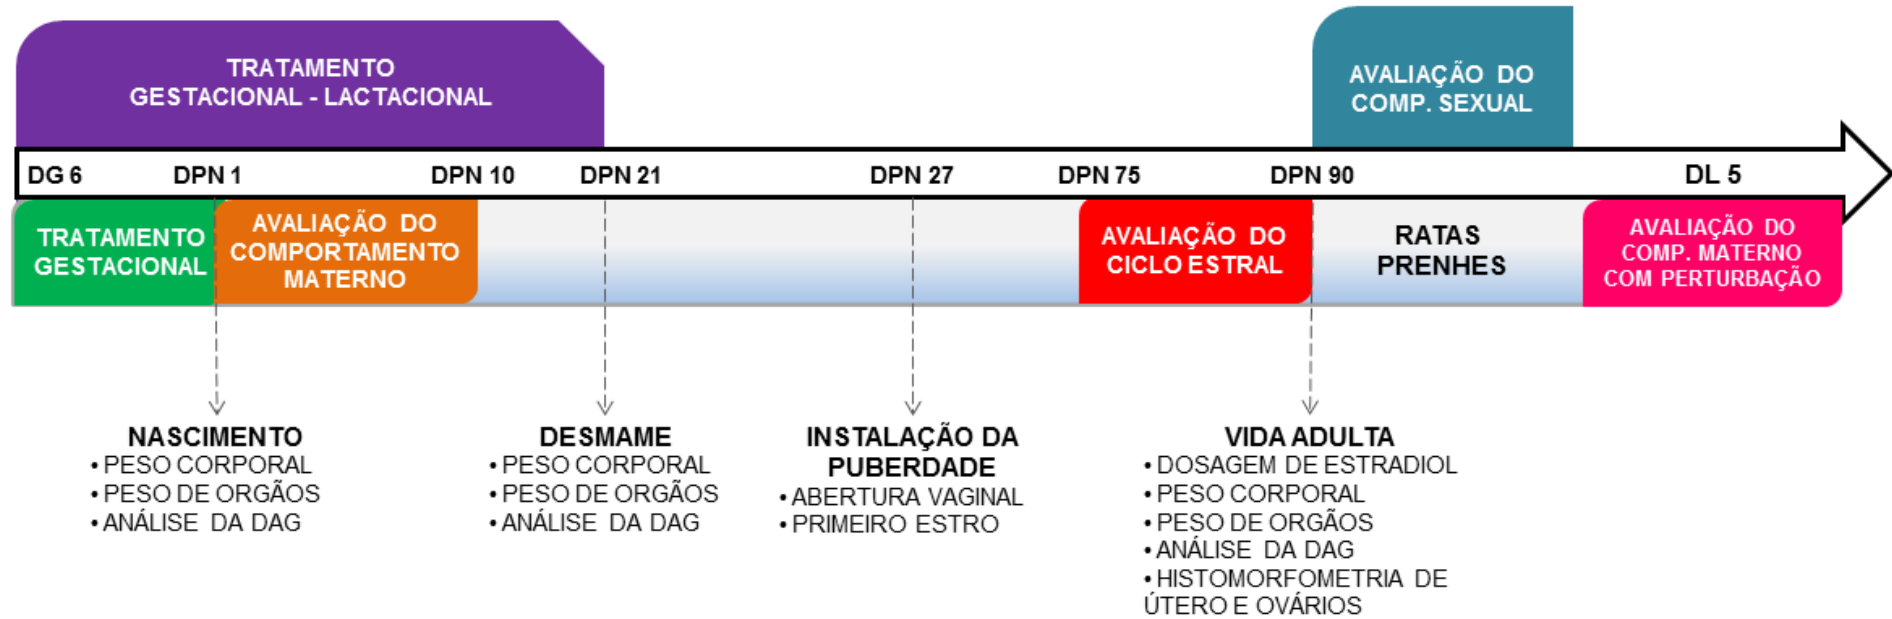 TRATAMENTO
GESTACIONAL - LACTACIONAL
AVALIAÇÃO DO
COMP. SEXUAL
DG 6
DPN 1
DPN 10
DPN 21
DPN 27
DPN 75
DPN 90
DL 5
TRATAMENTO
GESTACIONAL
AVALIAÇÃO DO
COMPORTAMENTO
MATERNO
AVALIAÇÃO DO
CICLO ESTRAL
RATAS
PRENHES
AVALIAÇÃO DO
COMP. MATERNO
COM PERTURBAÇÃO
NASCIMENTO
• PESO CORPORAL
• PESO DE ORGÃOS
• ANÁLISE DA DAG
DESMAME
• PESO CORPORAL
• PESO DE ORGÃOS
• ANÁLISE DA DAG
INSTALAÇÃO DA
PUBERDADE
• ABERTURA VAGINAL
• PRIMEIRO ESTRO
VIDA ADULTA
• DOSAGEM DE ESTRADIOL
• PESO CORPORAL
• PESO DE ORGÃOS
• ANÁLISE DA DAG
• HISTOMORFOMETRIA DE
ÚTERO E OVÁRIOS